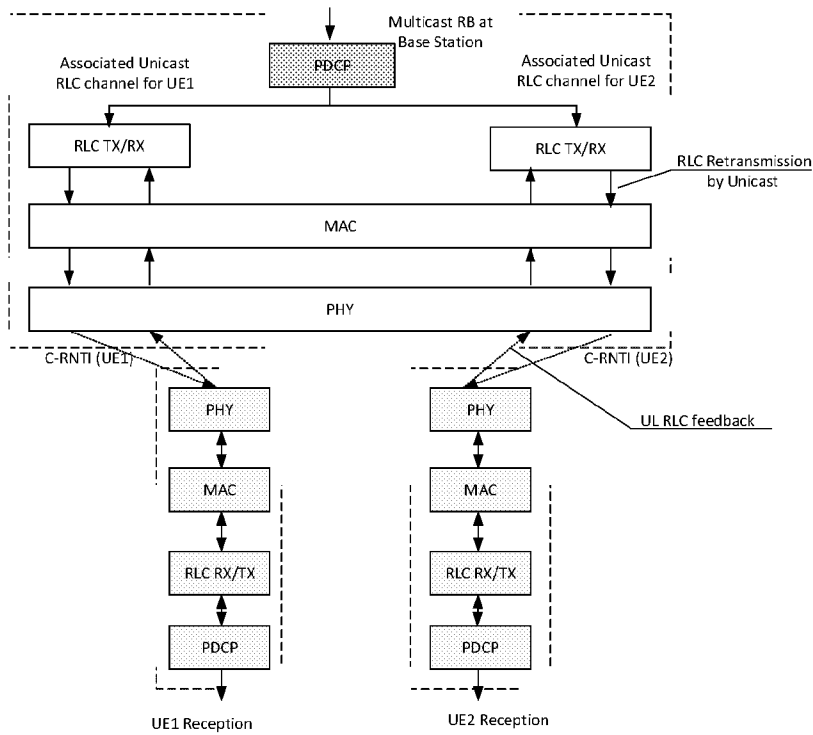 Multicast RB at
Base Station
PDCP
Associated Unicast
RLC channel for UE1
Associated Unicast
RLC channel for UE2
RLC TX/RX
RLC TX/RX
RLC Retransmission
by Unicast
MAC
PHY
C-RNTI (UE1)
C-RNTI (UE2)
PHY
PHY
UL RLC feedback
MAC
MAC
RLC RX/TX
RLC RX/TX
PDCP
PDCP
UE1 Reception
UE2 Reception